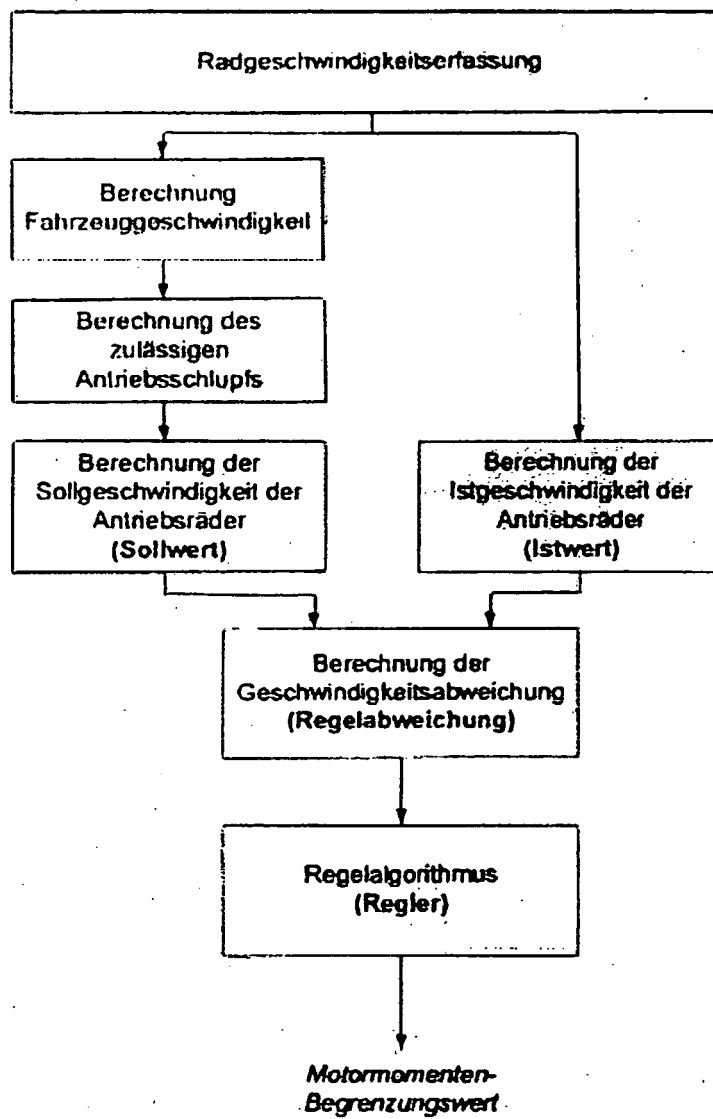 Radgeschwindigkeitserfassung
Berechnung
Fahrzeuggeschwindigkeit
Berechnung des
zulässigen
Antriebsschlupfs
Berechnung der
Sollgeschwindigkeit der
Antriebsräder
(Sollwert)
Berechnung der
Istgeschwindigkeit der
Antriebsräder
(Istwert)
Berechnung der
Geschwindigkeitsabweichung
(Regelabweichung)
Regelalgorithmus
(Regler)
Motormomenten-
Begrenzungswert